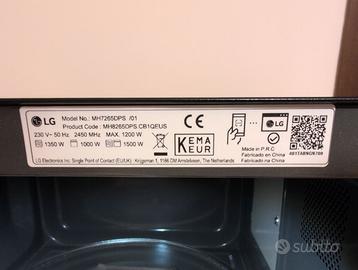 LG
Model No.: MH7265DPS /01
Product Code : MH8265DPS.CB1QEUS
230 V~ 50 Hz 2450 MHz MAX. 1200 W
1350 W 1000 W 1500 W
LG Electronics Inc. Single Point of Contact (EU/UK) : Krijgsman 1, 1186 DM Amstelveen, The Netherlands
CE
KEMA
KEUR
LG
Made in P.R.C
Fabricado en China
Fabricado na China
subito